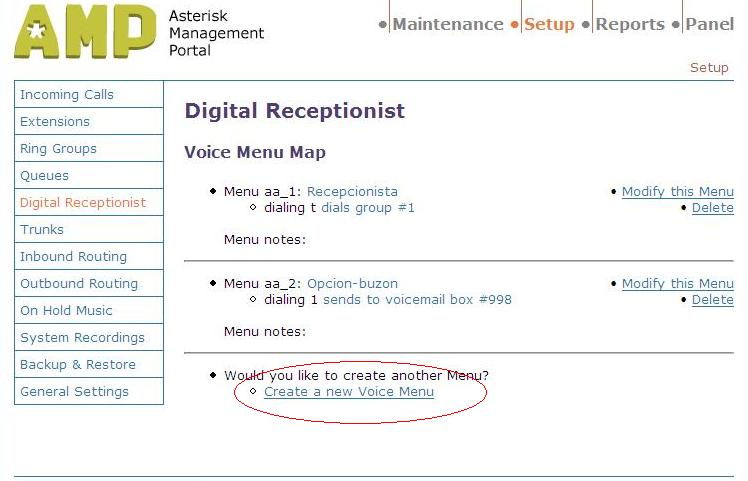 AMP
Asterisk
Management
Portal
Maintenance Setup Reports Panel
Setup
Incoming Calls
Extensions
Ring Groups
Queues
Digital Receptionist
Trunks
Inbound Routing
Outbound Routing
On Hold Music
System Recordings
Backup & Restore
General Settings
Digital Receptionist
Voice Menu Map
Menu aa_1: Recepcionista
dialing t dials group #1
Menu notes:
Modify this Menu
Delete
Menu aa_2: Opcion-buzon
dialing 1 sends to voicemail box #998
Menu notes:
Modify this Menu
Delete
Would you like to create another Menu?
Create a new Voice Menu